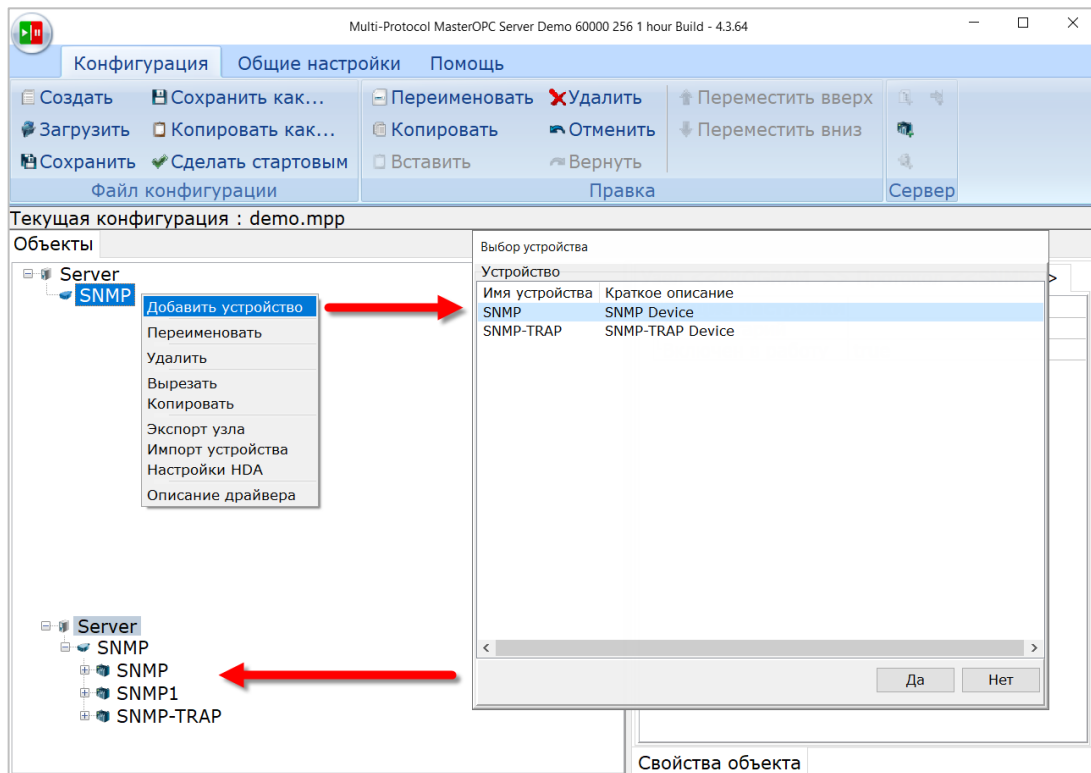 Multi-Protocol MasterOPC Server Demo 60000 256 1 hour Build - 4.3.64
Конфигурация Общие настройки Помощь
Создать Сохранить как... Переименовать Удалить Переместить вверх
Загрузить Копировать как... Копировать Отменить Переместить вниз
Сохранить Сделать стартовым Вставить Вернуть
Файл конфигурации Правка Сервер
Текущая конфигурация : demo.mpp
Объекты
Server
SNMP
Добавить устройство
Переименовать
Удалить
Вырезать
Копировать
Экспорт узла
Импорт устройства
Настройки HDA
Описание драйвера
Выбор устройства
Устройство
Имя устройства Краткое описание
SNMP SNMP Device
SNMP-TRAP SNMP-TRAP Device
Да Нет
Server
SNMP
SNMP
SNMP1
SNMP-TRAP
Свойства объекта